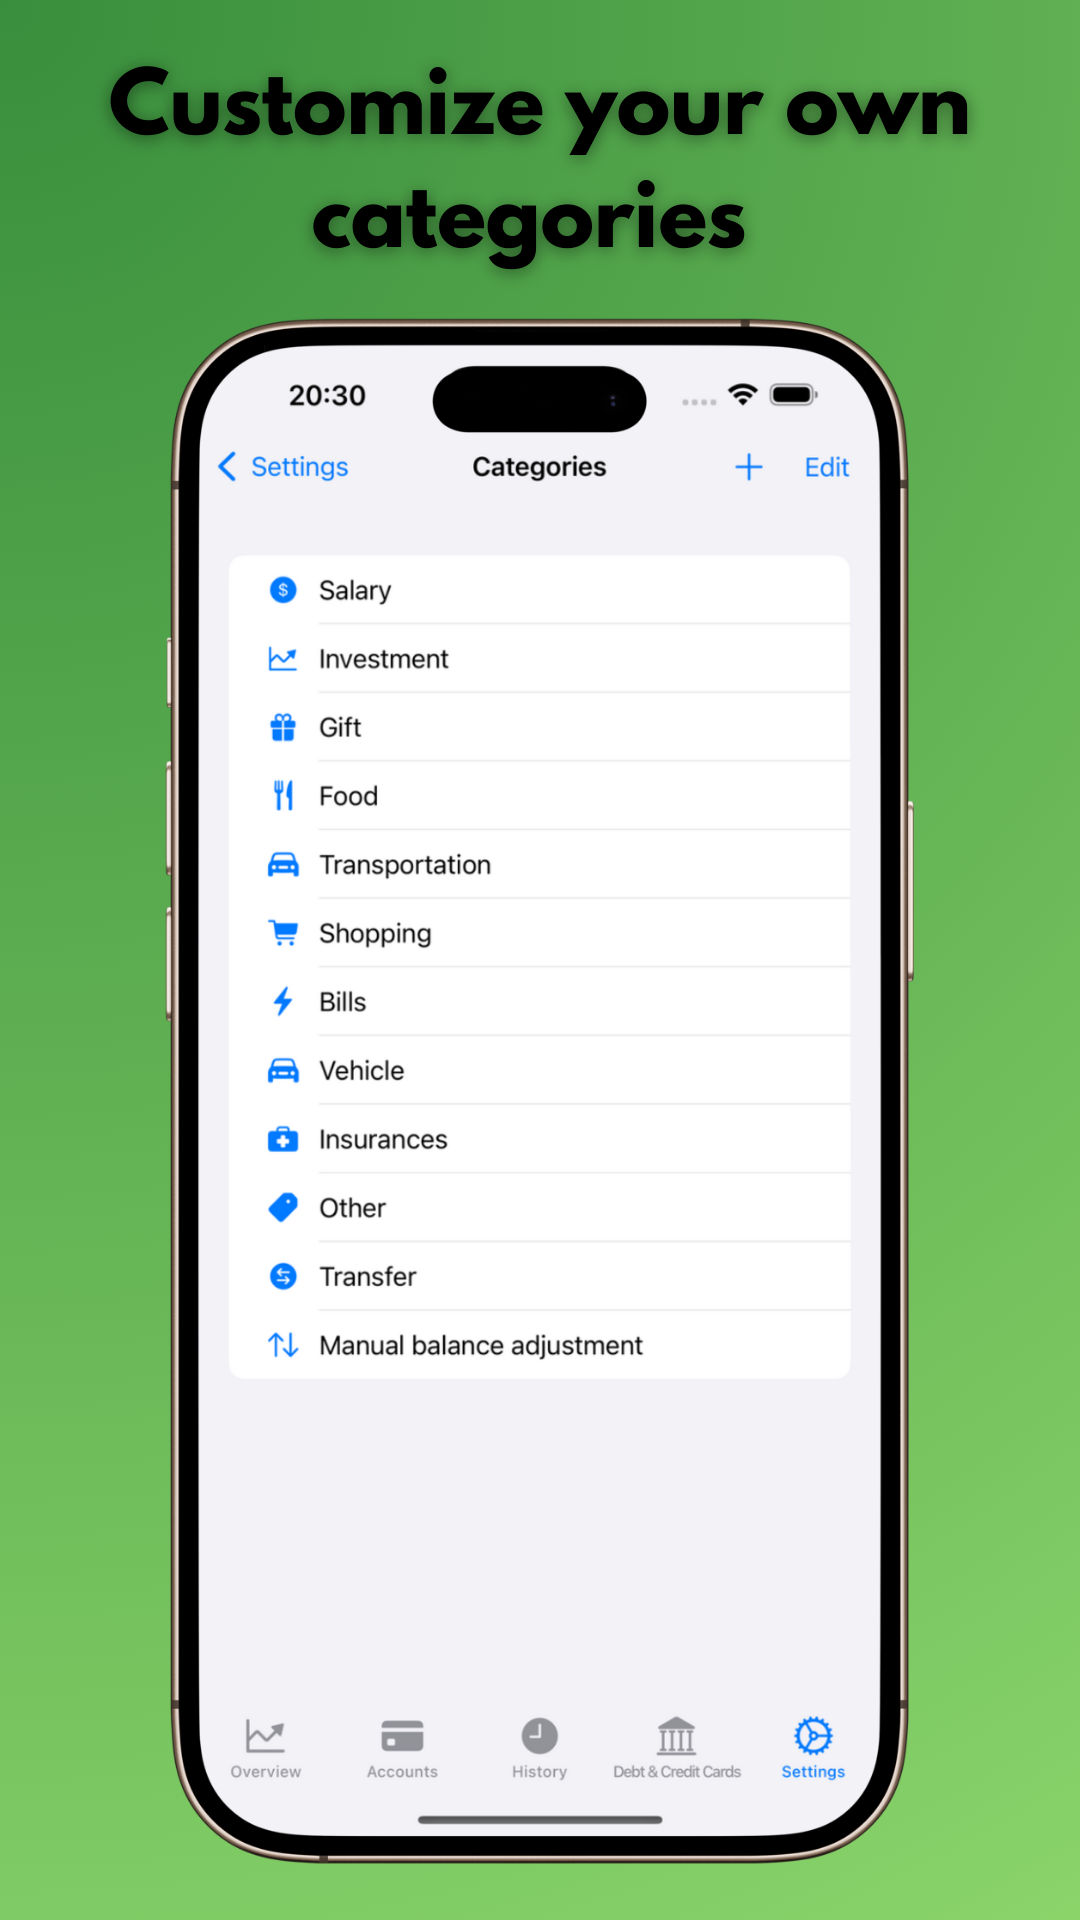 Customize your own
categories
20:30
Settings
Categories
Edit
Salary
Investment
Gift
Food
Transportation
Shopping
Bills
Vehicle
Insurances
Other
Transfer
Manual balance adjustment
Overview
Accounts
History
Debt & Credit Cards
Settings